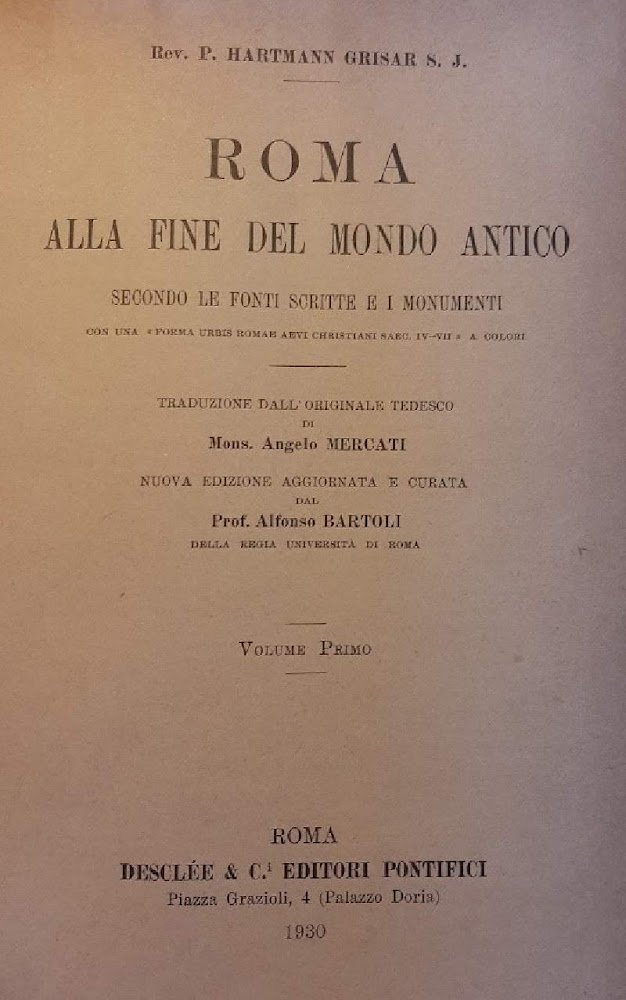 Rev. P. HARTMANN GRISAR S. J.
ROMA
ALLA FINE DEL MONDO ANTICO
SECONDO LE FONTI SCRITTE E I MONUMENTI
CON UNA « FORMA URBIS ROMAE AEVI CHRISTIANI SAEC. IV-VII » A COLORI
TRADUZIONE DALL'ORIGINALE TEDESCO
DI
Mons. Angelo MERCATI
NUOVA EDIZIONE AGGIORNATA E CURATA
DAL
Prof. Alfonso BARTOLI
DELLA REGIA UNIVERSITÀ DI ROMA
VOLUME PRIMO
ROMA
DESCLÉE & C.i EDITORI PONTIFICI
Piazza Grazioli, 4 (Palazzo Doria)
1930